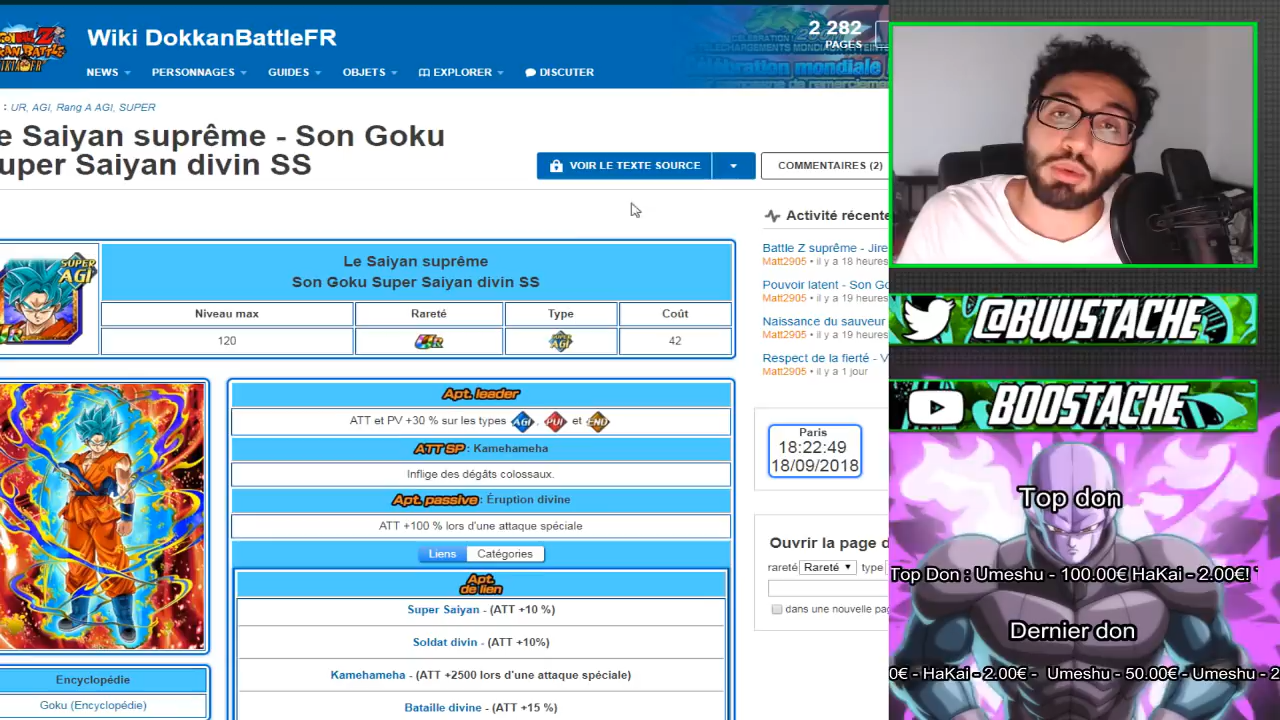 Wiki DokkanBattleFR
2 282
PAGES
NEWS
PERSONNAGES
GUIDES
OBJETS
EXPLORER
DISCUTER
: UR, AGI, Rang A AGI, SUPER
e Saiyan suprême - Son Goku
uper Saiyan divin SS
VOIR LE TEXTE SOURCE
COMMENTAIRES (2)
Activité récente
Battle Z suprême - Jire
Matt2905 • il y a 18 heures
Pouvoir latent - Son Go
Matt2905 • il y a 19 heures
Naissance du sauveur
Matt2905 • il y a 19 heures
Respect de la fierté - V
Matt2905 • il y a 1 jour
SUPER
AGI
Le Saiyan suprême
Son Goku Super Saiyan divin SS
Niveau max
Rareté
Type
Coût
120
UR
AGI
42
Apt. leader
ATT et PV +30 % sur les types AGI, PUI et END
ATT SP : Kamehameha
Inflige des dégâts colossaux.
Apt. passive : Éruption divine
ATT +100 % lors d'une attaque spéciale
Liens
Catégories
Apt.
de lien
Super Saiyan - (ATT +10 %)
Soldat divin - (ATT +10%)
Kamehameha - (ATT +2500 lors d'une attaque spéciale)
Bataille divine - (ATT +15 %)
Encyclopédie
Goku (Encyclopédie)
Paris
18:22:49
18/09/2018
Ouvrir la page d
rareté Rareté type
dans une nouvelle pag
@BUUSTACHE
BOOSTACHE
Top don
Top Don : Umeshu - 100.00€ HaKai - 2.00€!
Dernier don
0€ - HaKai - 2.00€ - Umeshu - 50.00€ - Umeshu - 2